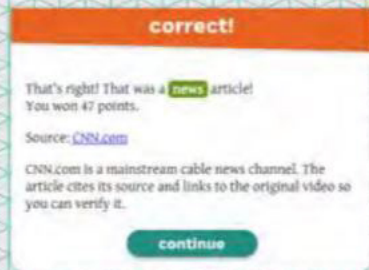 correct!
That's right! That was a news article!
You won 47 points.
Source: CNN.com
CNN.com is a mainstream cable news channel. The
article cites its source and links to the original video so
you can verify it.
continue